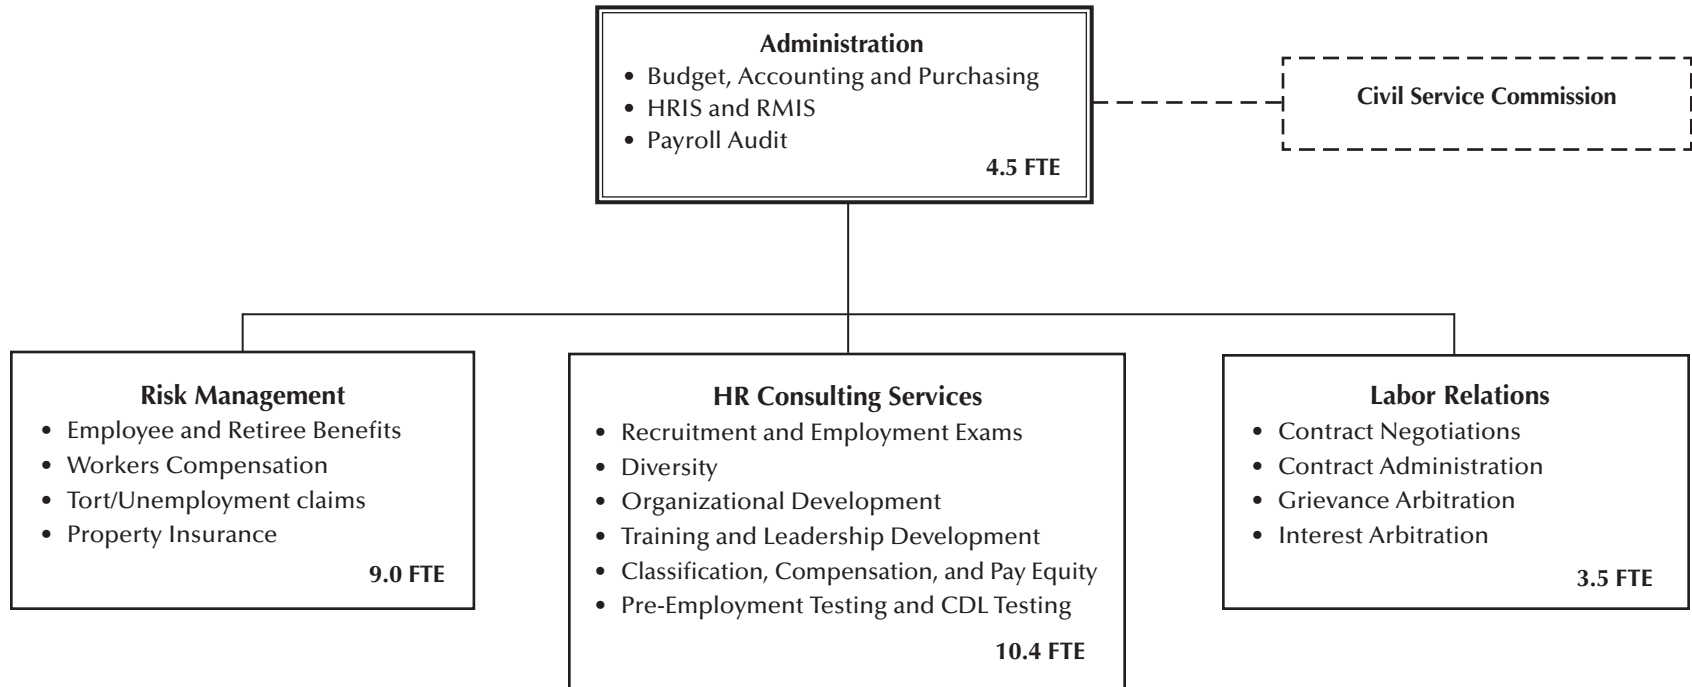 Administration
• Budget, Accounting and Purchasing
• HRIS and RMIS
• Payroll Audit
4.5 FTE
Civil Service Commission
Risk Management
• Employee and Retiree Benefits
• Workers Compensation
• Tort/Unemployment claims
• Property Insurance
9.0 FTE
HR Consulting Services
• Recruitment and Employment Exams
• Diversity
• Organizational Development
• Training and Leadership Development
• Classification, Compensation, and Pay Equity
• Pre-Employment Testing and CDL Testing
10.4 FTE
Labor Relations
• Contract Negotiations
• Contract Administration
• Grievance Arbitration
• Interest Arbitration
3.5 FTE